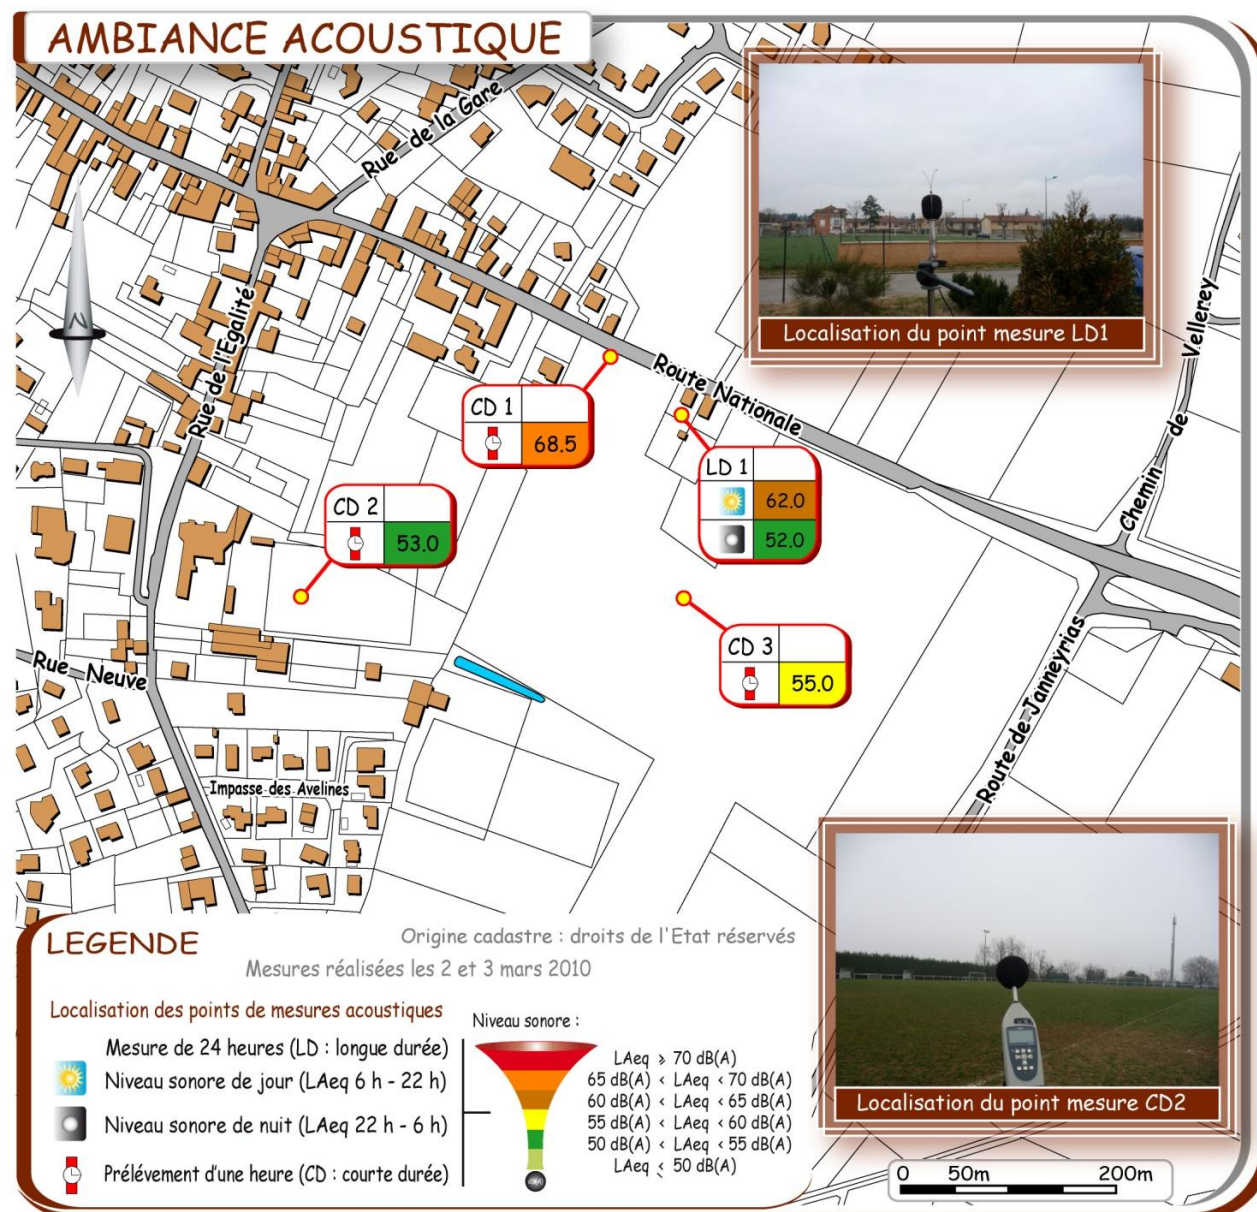 AMBIANCE ACOUSTIQUE
Rue de la Gare
Localisation du point mesure LD1
Chemin de Vellerey
Rue de l'Egalité
Route Nationale
CD 1
68.5
LD 1
62.0
52.0
CD 2
53.0
CD 3
55.0
Rue Neuve
Impasse des Avelines
Route de Janneyrias
Localisation du point mesure CD2
0 50m 200m
LEGENDE
Origine cadastre : droits de l'Etat réservés
Mesures réalisées les 2 et 3 mars 2010
Localisation des points de mesures acoustiques
Mesure de 24 heures (LD : longue durée)
Niveau sonore de jour (LAeq 6 h - 22 h)
Niveau sonore de nuit (LAeq 22 h - 6 h)
Prélévement d'une heure (CD : courte durée)
Niveau sonore :
LAeq ⩾ 70 dB(A)
65 dB(A) < LAeq < 70 dB(A)
60 dB(A) < LAeq < 65 dB(A)
55 dB(A) < LAeq < 60 dB(A)
50 dB(A) < LAeq < 55 dB(A)
LAeq ⩽ 50 dB(A)
dB(A)
N